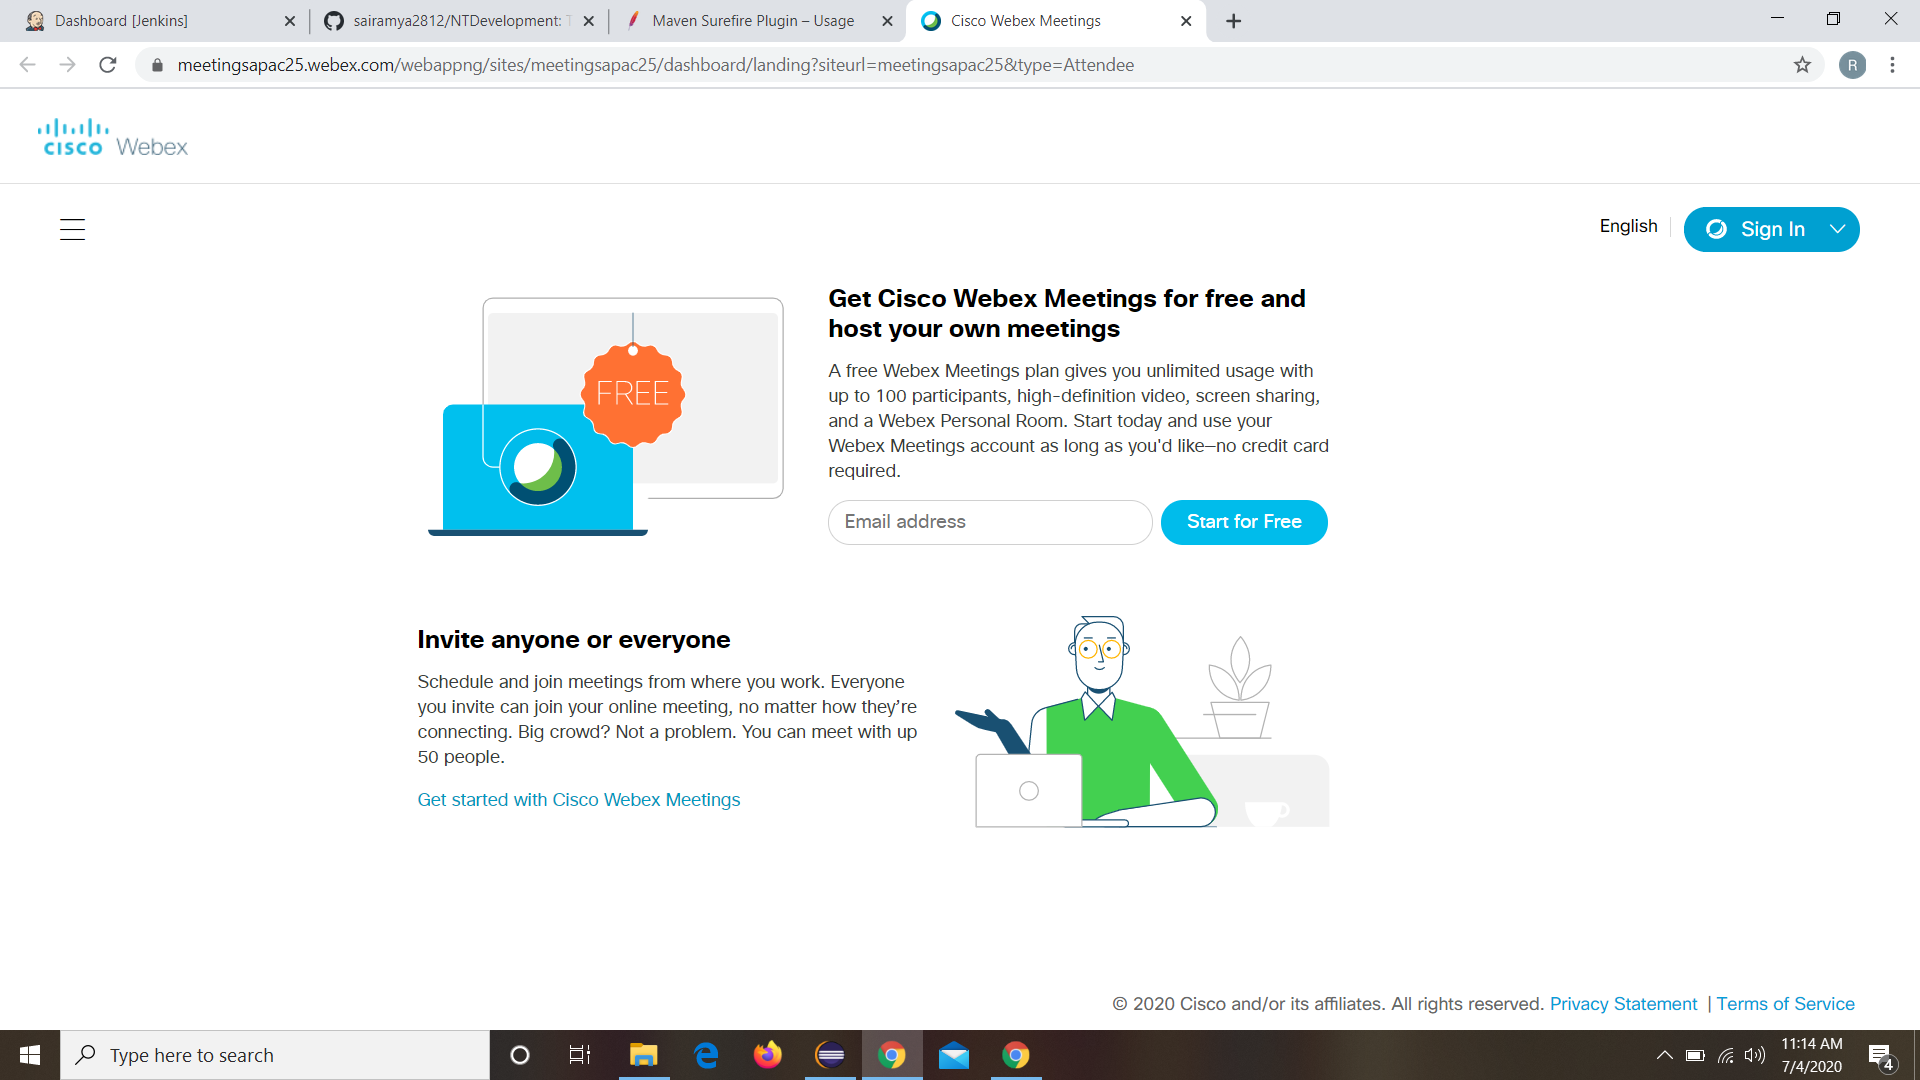 Dashboard [Jenkins]
sairamya2812/NTDevelopment: T
Maven Surefire Plugin – Usage
Cisco Webex Meetings
meetingsapac25.webex.com/webappng/sites/meetingsapac25/dashboard/landing?siteurl=meetingsapac25&type=Attendee
R
CISCO Webex
English
Sign In
FREE
Get Cisco Webex Meetings for free and
host your own meetings
A free Webex Meetings plan gives you unlimited usage with
up to 100 participants, high-definition video, screen sharing,
and a Webex Personal Room. Start today and use your
Webex Meetings account as long as you'd like—no credit card
required.
Email address
Start for Free
Invite anyone or everyone
Schedule and join meetings from where you work. Everyone
you invite can join your online meeting, no matter how they’re
connecting. Big crowd? Not a problem. You can meet with up
50 people.
Get started with Cisco Webex Meetings
© 2020 Cisco and/or its affiliates. All rights reserved. Privacy Statement | Terms of Service
Type here to search
11:14 AM
7/4/2020
4